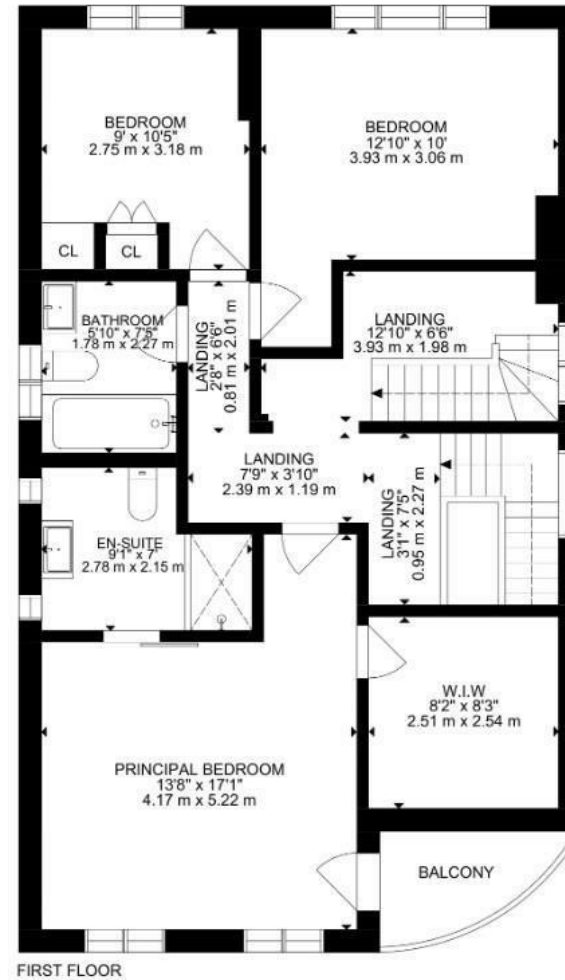 BEDROOM
9' x 10'5"
2.75 m x 3.18 m
BEDROOM
12'10" x 10'
3.93 m x 3.06 m
CL
CL
BATHROOM
5'10" x 7'5"
1.78 m x 2.27 m
LANDING
2'8" x 6'6"
0.81 m x 2.01 m
LANDING
12'10" x 6'6"
3.93 m x 1.98 m
LANDING
7'9" x 3'10"
2.39 m x 1.19 m
LANDING
3'1" x 7'5"
0.95 m x 2.27 m
EN-SUITE
9'1" x 7'
2.78 m x 2.15 m
W.I.W
8'2" x 8'3"
2.51 m x 2.54 m
PRINCIPAL BEDROOM
13'8" x 17'1"
4.17 m x 5.22 m
BALCONY
FIRST FLOOR